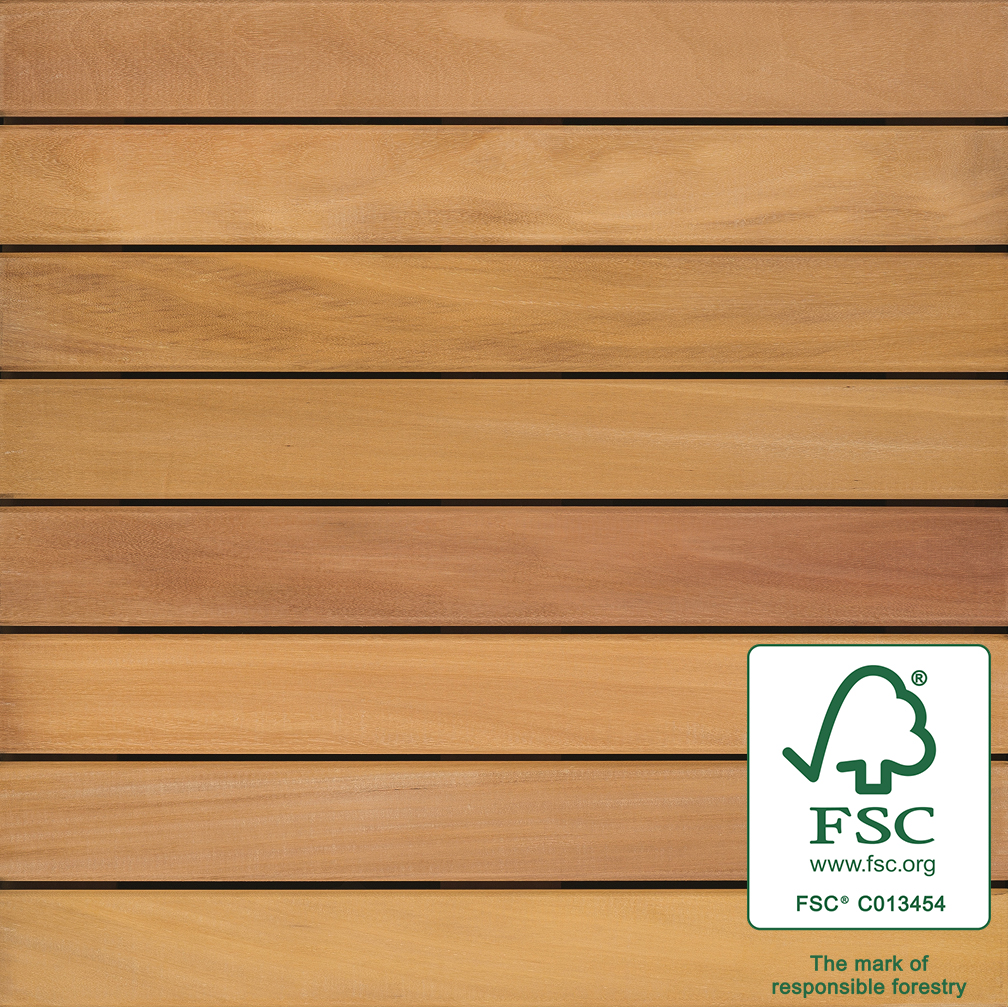 ®
FSC
www.fsc.org
FSC® C013454
The mark of
responsible forestry